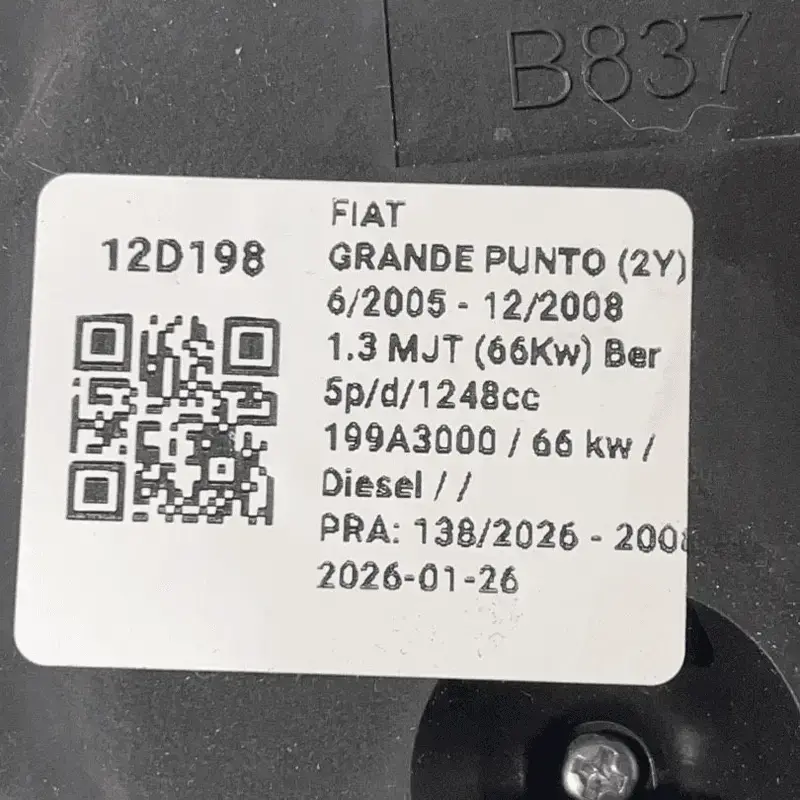 B837
12D198
FIAT
GRANDE PUNTO (2Y)
6/2005 - 12/2008
1.3 MJT (66Kw) Ber
5p/d/1248cc
199A3000 / 66 kw /
Diesel / /
PRA: 138/2026 - 2008
2026-01-26